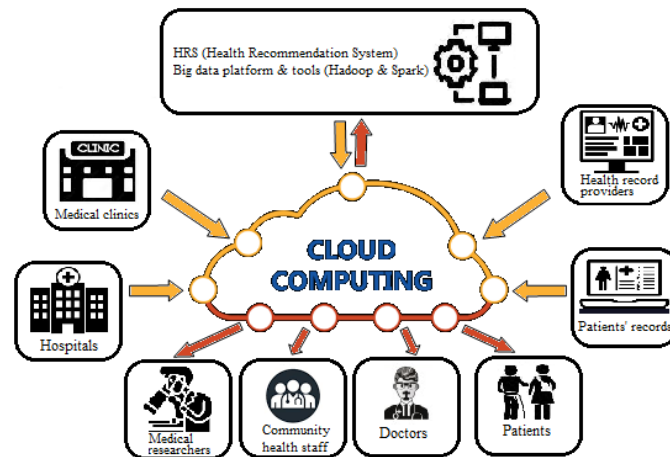 HRS (Health Recommendation System)
Big data platform & tools (Hadoop & Spark)
CLINIC
Medical clinics
Health record
providers
CLOUD
COMPUTING
Hospitals
Patients' records
Medical
researchers
Community
health staff
Doctors
Patients